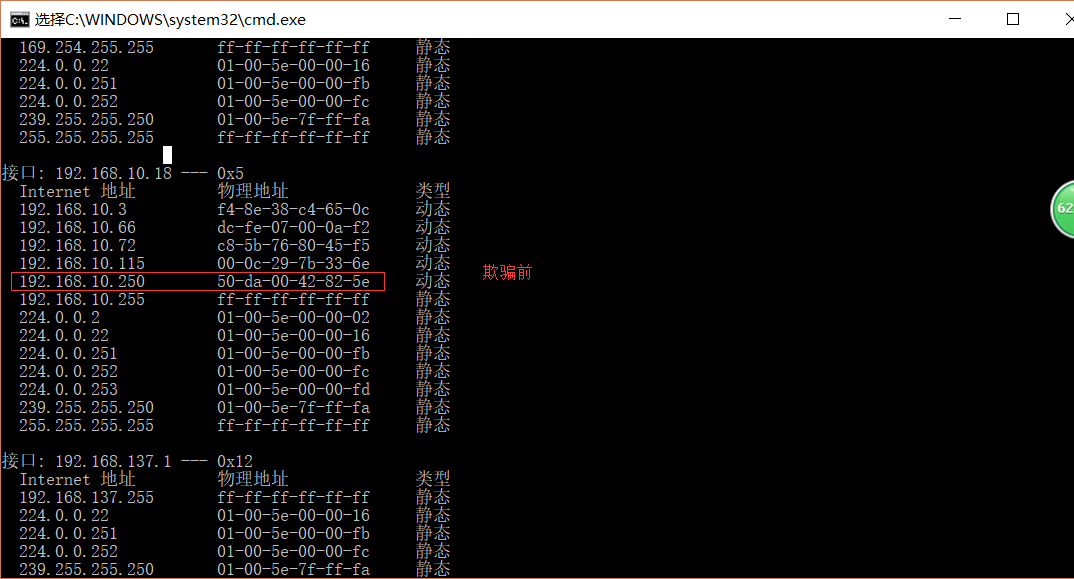 选择C:\WINDOWS\system32\cmd.exe
169.254.255.255 ff-ff-ff-ff-ff-ff 静态
224.0.0.22 01-00-5e-00-00-16 静态
224.0.0.251 01-00-5e-00-00-fb 静态
224.0.0.252 01-00-5e-00-00-fc 静态
239.255.255.250 01-00-5e-7f-ff-fa 静态
255.255.255.255 ff-ff-ff-ff-ff-ff 静态
接口: 192.168.10.18 --- 0x5
Internet 地址 物理地址 类型
192.168.10.3 f4-8e-38-c4-65-0c 动态
192.168.10.66 dc-fe-07-00-0a-f2 动态
192.168.10.72 c8-5b-76-80-45-f5 动态
192.168.10.115 00-0c-29-7b-33-6e 动态
192.168.10.250 50-da-00-42-82-5e 动态 欺骗前
192.168.10.255 ff-ff-ff-ff-ff-ff 静态
224.0.0.2 01-00-5e-00-00-02 静态
224.0.0.22 01-00-5e-00-00-16 静态
224.0.0.251 01-00-5e-00-00-fb 静态
224.0.0.252 01-00-5e-00-00-fc 静态
224.0.0.253 01-00-5e-00-00-fd 静态
239.255.255.250 01-00-5e-7f-ff-fa 静态
255.255.255.255 ff-ff-ff-ff-ff-ff 静态
接口: 192.168.137.1 --- 0x12
Internet 地址 物理地址 类型
192.168.137.255 ff-ff-ff-ff-ff-ff 静态
224.0.0.22 01-00-5e-00-00-16 静态
224.0.0.251 01-00-5e-00-00-fb 静态
224.0.0.252 01-00-5e-00-00-fc 静态
239.255.255.250 01-00-5e-7f-ff-fa 静态
62